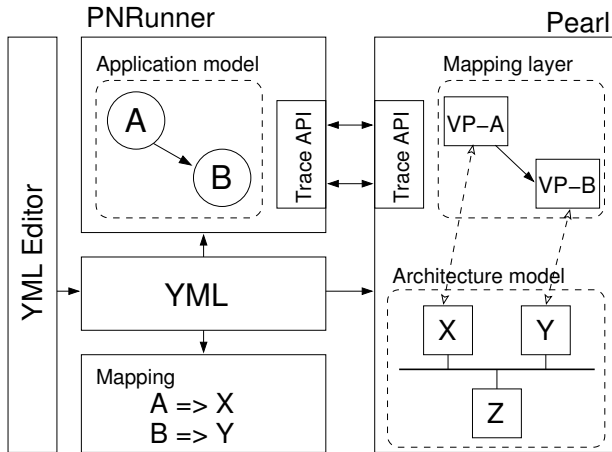 PNRunner
Pearl
Application model
Mapping layer
A
B
Trace API
Trace API
VP-A
VP-B
YML Editor
YML
Architecture model
X
Y
Z
Mapping
A => X
B => Y